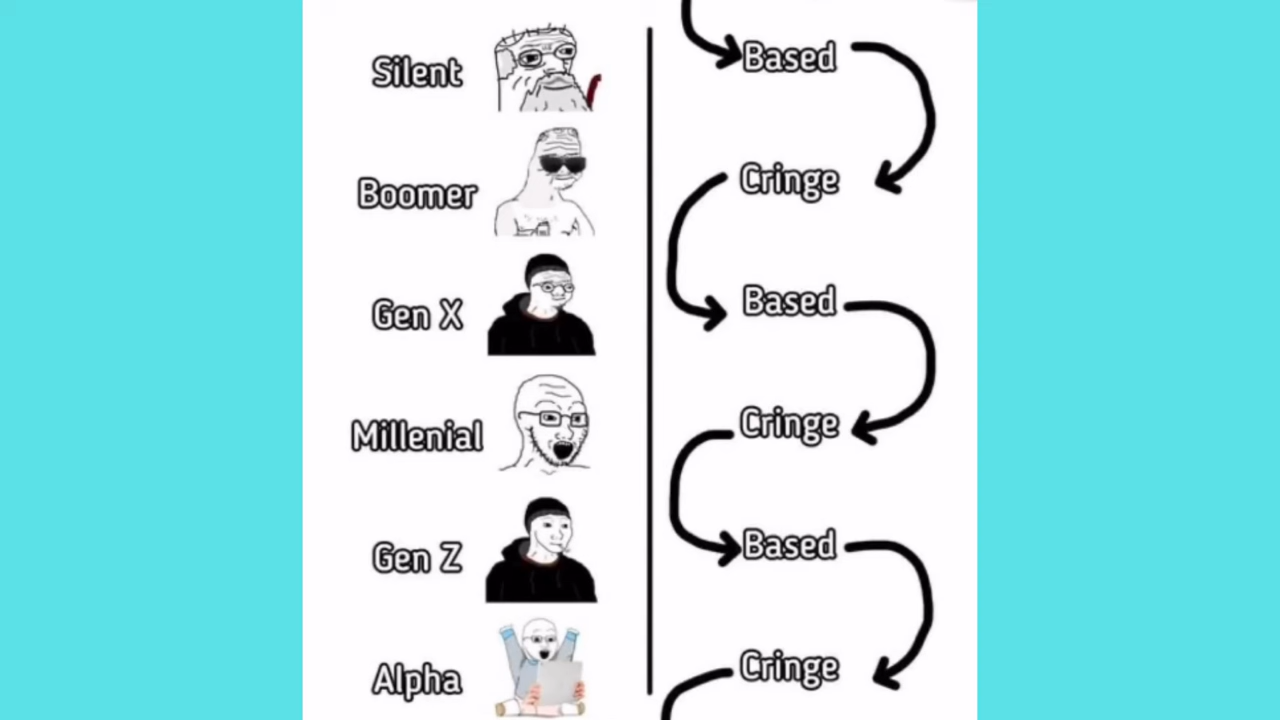 Silent
Based
Boomer
Cringe
Gen X
Based
Millenial
Cringe
Gen Z
Based
Alpha
Cringe